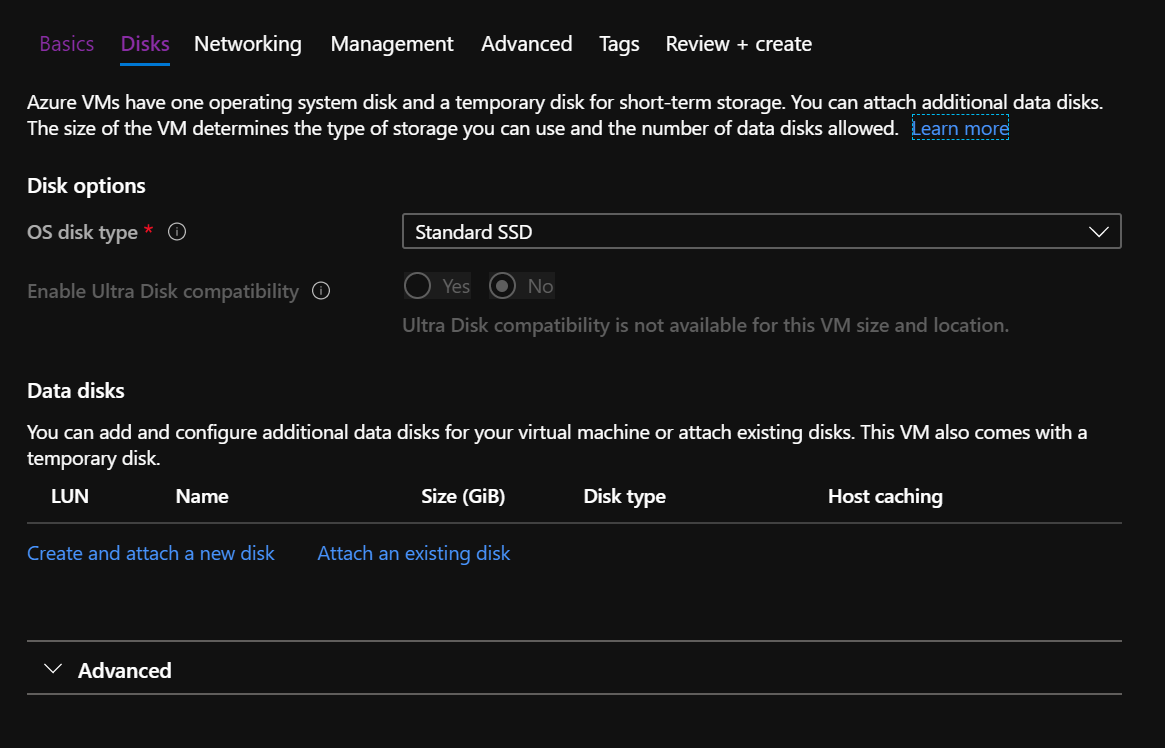 Basics Disks Networking Management Advanced Tags Review + create
Azure VMs have one operating system disk and a temporary disk for short-term storage. You can attach additional data disks.
The size of the VM determines the type of storage you can use and the number of data disks allowed. Learn more
Disk options
OS disk type * Standard SSD
Enable Ultra Disk compatibility Yes No
Ultra Disk compatibility is not available for this VM size and location.
Data disks
You can add and configure additional data disks for your virtual machine or attach existing disks. This VM also comes with a
temporary disk.
LUN Name Size (GiB) Disk type Host caching
Create and attach a new disk Attach an existing disk
Advanced